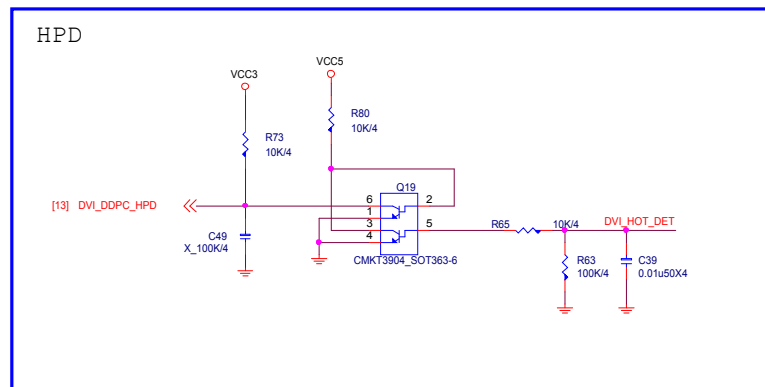 HPD
VCC3
VCC5
R80
10K/4
R73
10K/4
Q19
6
2
[13] DVI_DDPC_HPD
1
3
5
R65
10K/4
DVI_HOT_DET
4
C49
X_100K/4
CMKT3904_SOT363-6
R63
100K/4
C39
0.01u50X4